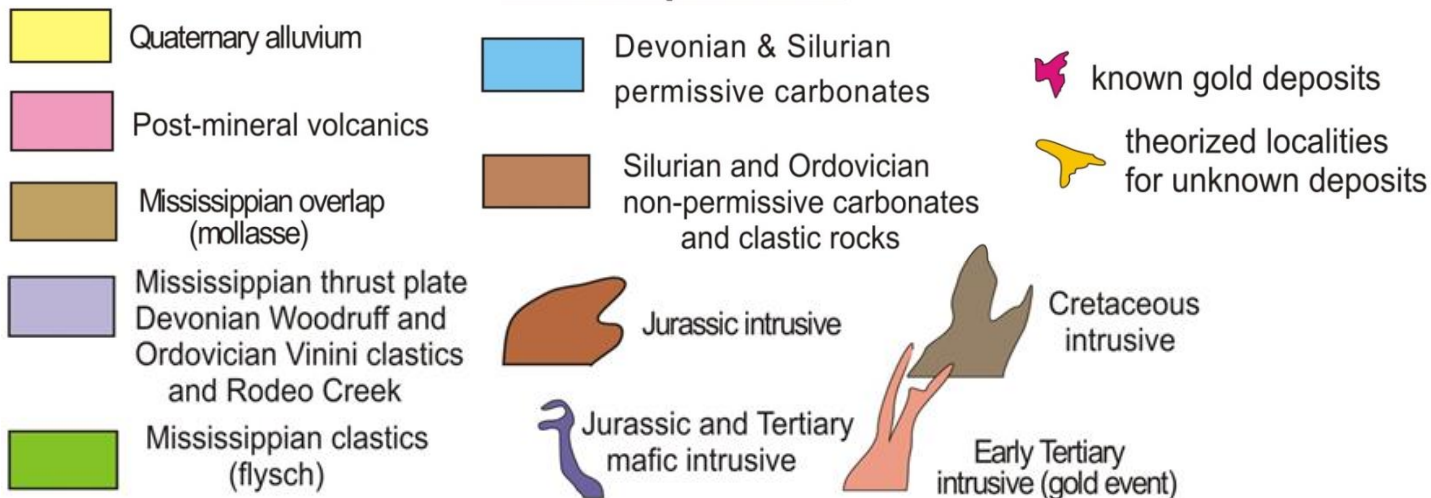 Quaternary alluvium
Post-mineral volcanics
Mississippian overlap
(mollasse)
Mississippian thrust plate
Devonian Woodruff and
Ordovician Vinini clastics
and Rodeo Creek
Mississippian clastics
(flysch)
Devonian & Silurian
permissive carbonates
Silurian and Ordovician
non-permissive carbonates
and clastic rocks
Jurassic intrusive
Jurassic and Tertiary
mafic intrusive
known gold deposits
theorized localities
for unknown deposits
Cretaceous
intrusive
Early Tertiary
intrusive (gold event)